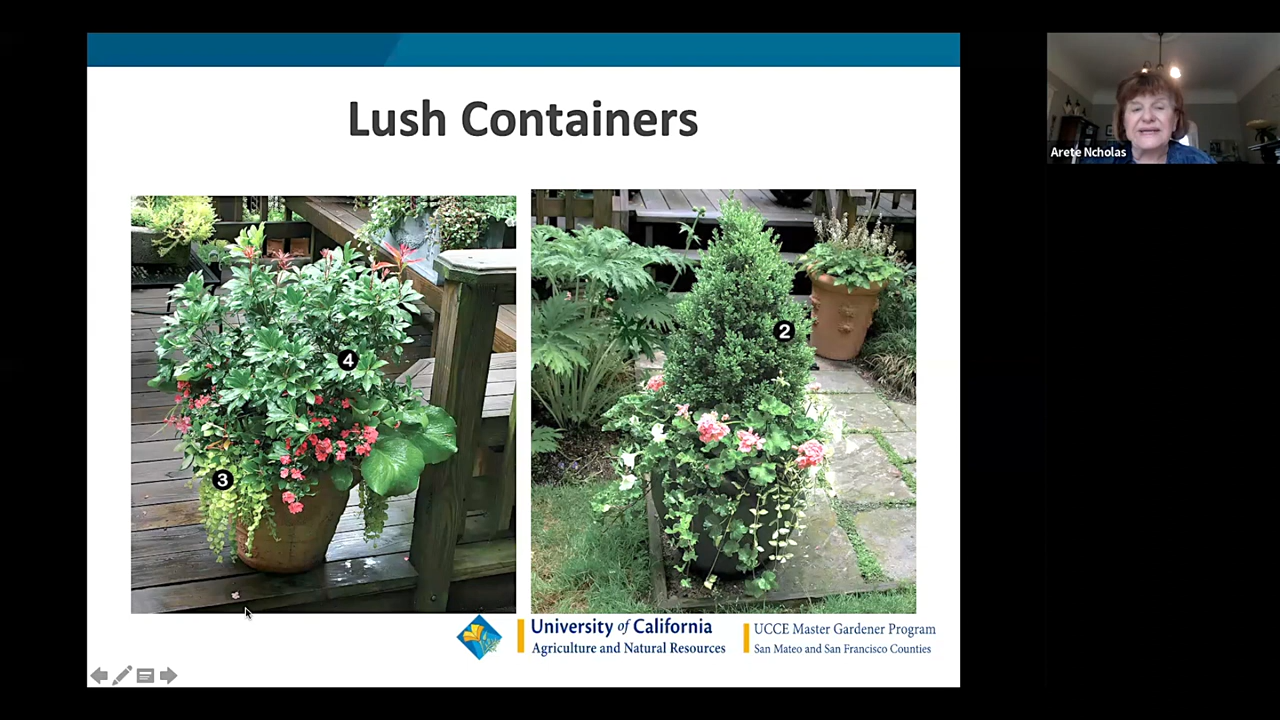 Lush Containers
Arete Ncholas
4
3
2
University of California
Agriculture and Natural Resources
UCCE Master Gardener Program
San Mateo and San Francisco Counties